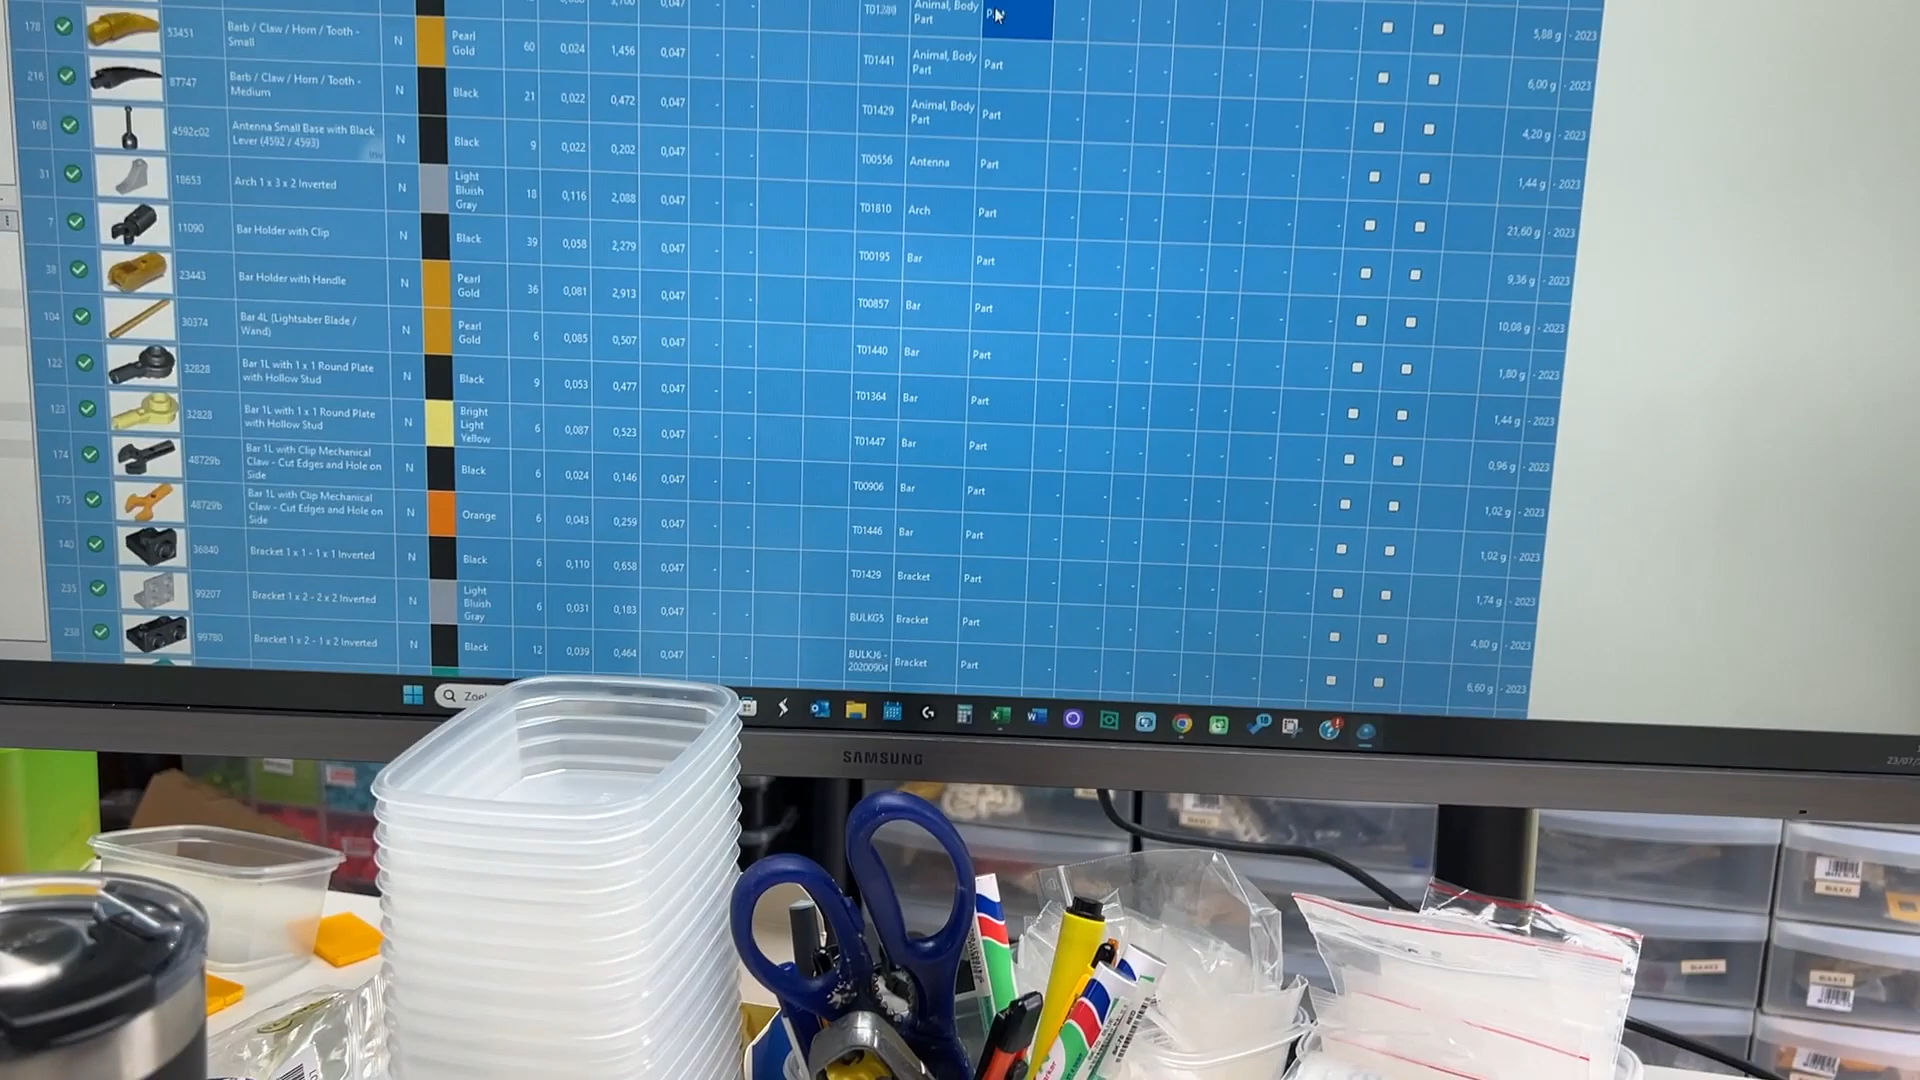 T01280 Animal, Body Part
178 53451 Barb / Claw / Horn / Tooth - Small N Pearl Gold 60 0,024 1,456 0,047 T01441 Animal, Body Part Part 5,88 g - 2023
216 87747 Barb / Claw / Horn / Tooth - Medium N Black 21 0,022 0,472 0,047 T01429 Animal, Body Part Part 6,00 g - 2023
168 4592c02 Antenna Small Base with Black Lever (4592 / 4593) N Black 9 0,022 0,202 0,047 T00556 Antenna Part 4,20 g - 2023
31 18653 Arch 1 x 3 x 2 Inverted N Light Bluish Gray 18 0,116 2,088 0,047 T01810 Arch Part 1,44 g - 2023
7 11090 Bar Holder with Clip N Black 39 0,058 2,279 0,047 T00195 Bar Part 21,60 g - 2023
38 23443 Bar Holder with Handle N Pearl Gold 36 0,081 2,913 0,047 T00857 Bar Part 9,36 g - 2023
104 30374 Bar 4L (Lightsaber Blade / Wand) N Pearl Gold 6 0,085 0,507 0,047 T01440 Bar Part 10,08 g - 2023
122 32828 Bar 1L with 1 x 1 Round Plate with Hollow Stud N Black 9 0,053 0,477 0,047 T01364 Bar Part 1,80 g - 2023
123 32828 Bar 1L with 1 x 1 Round Plate with Hollow Stud N Bright Light Yellow 6 0,087 0,523 0,047 T01447 Bar Part 1,44 g - 2023
174 48729b Bar 1L with Clip Mechanical Claw - Cut Edges and Hole on Side N Black 6 0,024 0,146 0,047 T00906 Bar Part 0,96 g - 2023
175 48729b Bar 1L with Clip Mechanical Claw - Cut Edges and Hole on Side N Orange 6 0,043 0,259 0,047 T01446 Bar Part 1,02 g - 2023
140 36840 Bracket 1 x 1 - 1 x 1 Inverted N Black 6 0,110 0,658 0,047 T01429 Bracket Part 1,02 g - 2023
235 99207 Bracket 1 x 2 - 2 x 2 Inverted N Light Bluish Gray 6 0,031 0,183 0,047 BULKG5 Bracket Part 1,74 g - 2023
238 99780 Bracket 1 x 2 - 1 x 2 Inverted N Black 12 0,039 0,464 0,047 BULKJ6 - 20200904 Bracket Part 4,80 g - 2023
6,60 g - 2023
SAMSUNG